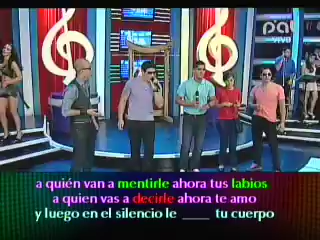 VIVO
a quién van a mentirle ahora tus labios
a quien vas a decirle ahora te amo
y luego en el silencio le ____ tu cuerpo